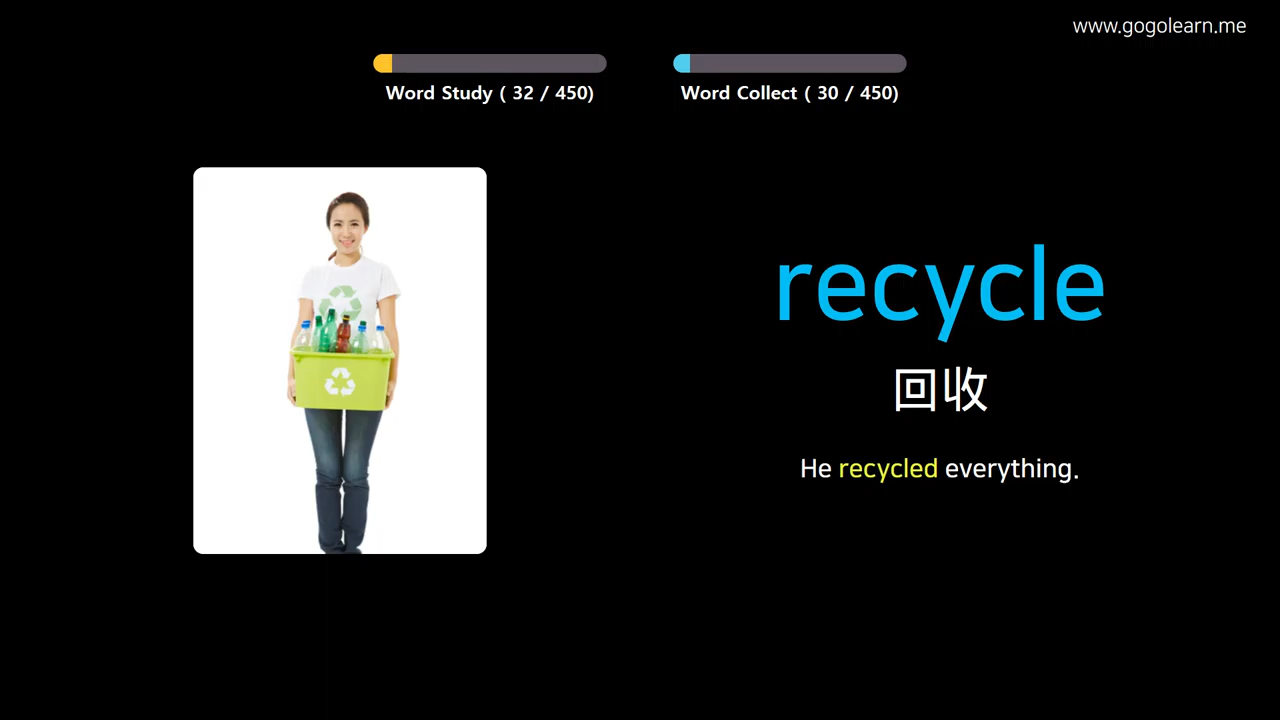 www.gogolearn.me
Word Study ( 32 / 450)
Word Collect ( 30 / 450)
recycle
回收
He recycled everything.